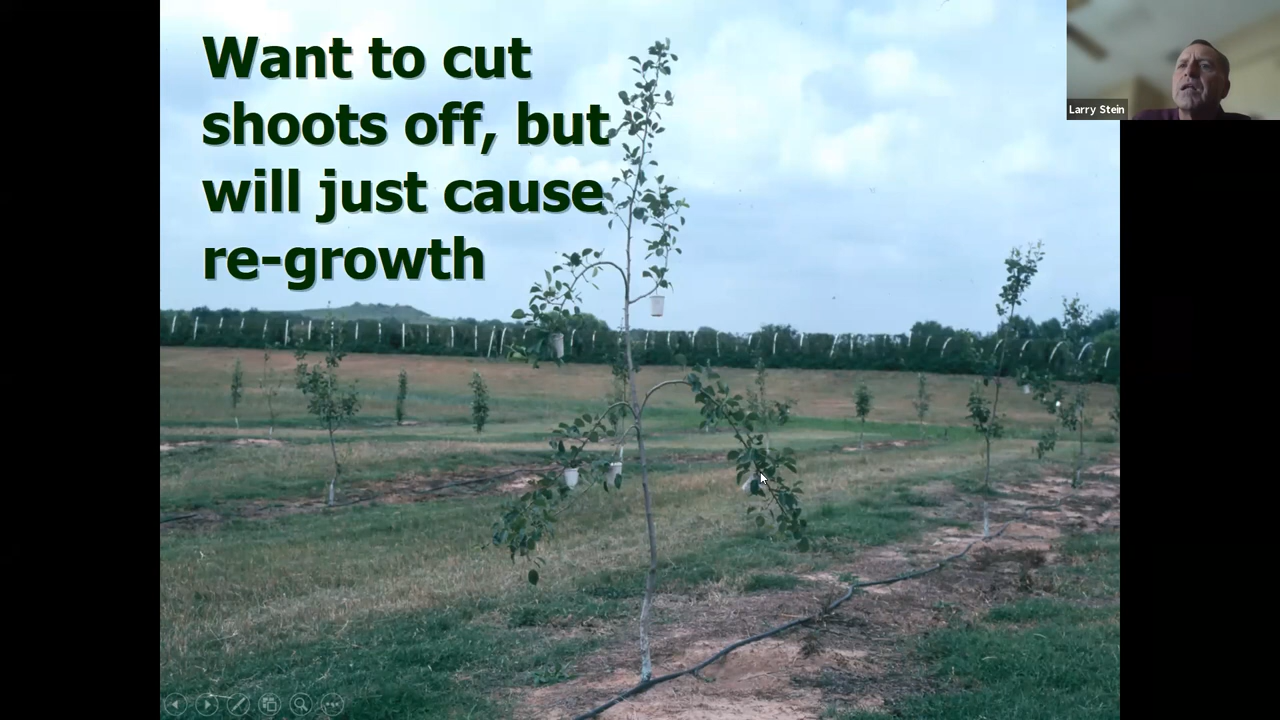 Want to cut
shoots off, but
will just cause
re-growth
Larry Stein